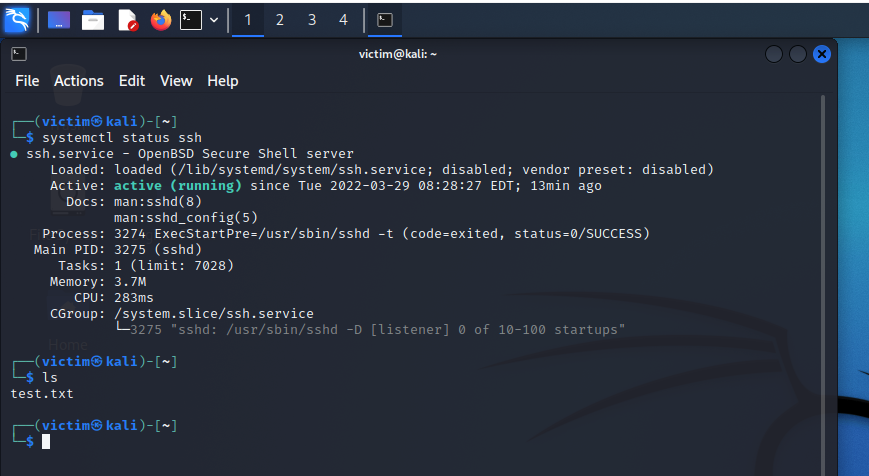 1 2 3 4
victim@kali: ~
File Actions Edit View Help
┌──(victim㉿kali)-[~]
└─$ systemctl status ssh
● ssh.service - OpenBSD Secure Shell server
Loaded: loaded (/lib/systemd/system/ssh.service; disabled; vendor preset: disabled)
Active: active (running) since Tue 2022-03-29 08:28:27 EDT; 13min ago
Docs: man:sshd(8)
man:sshd_config(5)
Process: 3274 ExecStartPre=/usr/sbin/sshd -t (code=exited, status=0/SUCCESS)
Main PID: 3275 (sshd)
Tasks: 1 (limit: 7028)
Memory: 3.7M
CPU: 283ms
CGroup: /system.slice/ssh.service
└─3275 "sshd: /usr/sbin/sshd -D [listener] 0 of 10-100 startups"
Home
┌──(victim㉿kali)-[~]
└─$ ls
test.txt
┌──(victim㉿kali)-[~]
└─$